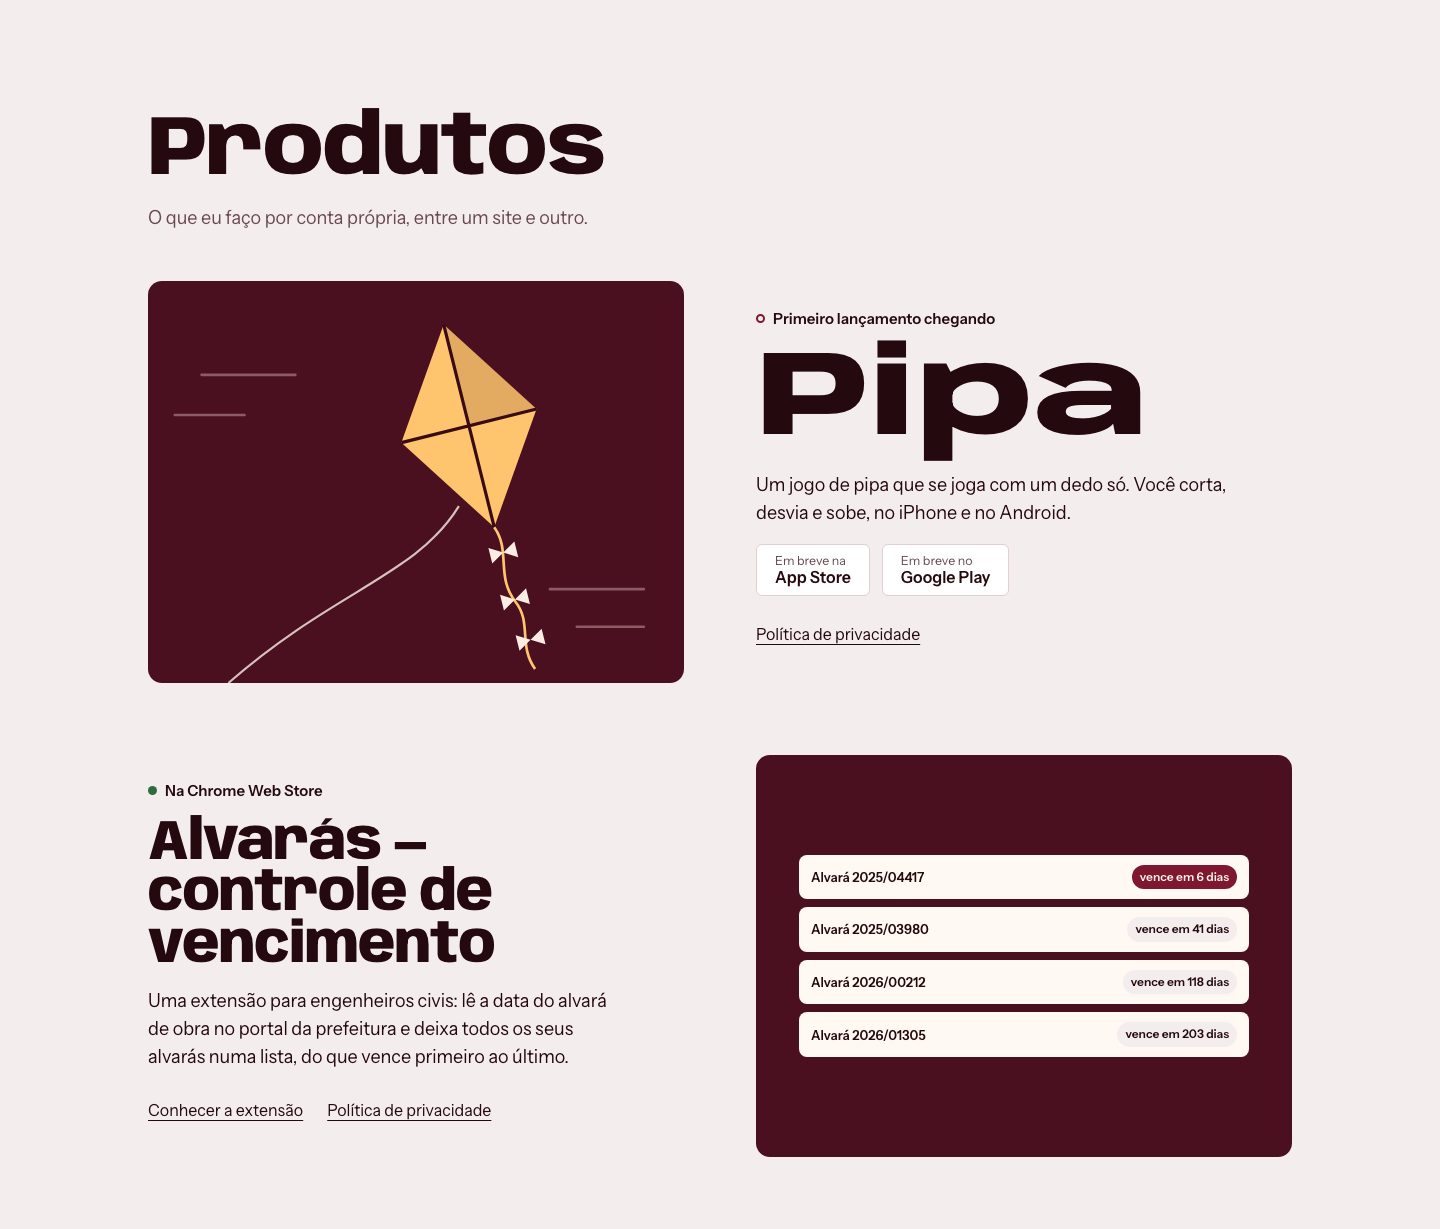 Produtos
O que eu faço por conta própria, entre um site e outro.
Primeiro lançamento chegando
Pipa
Um jogo de pipa que se joga com um dedo só. Você corta,
desvia e sobe, no iPhone e no Android.
Em breve na
App Store
Em breve no
Google Play
Política de privacidade
Na Chrome Web Store
Alvarás –
controle de
vencimento
Uma extensão para engenheiros civis: lê a data do alvará
de obra no portal da prefeitura e deixa todos os seus
alvarás numa lista, do que vence primeiro ao último.
Conhecer a extensão
Política de privacidade
Alvará 2025/04417 vence em 6 dias
Alvará 2025/03980 vence em 41 dias
Alvará 2026/00212 vence em 118 dias
Alvará 2026/01305 vence em 203 dias